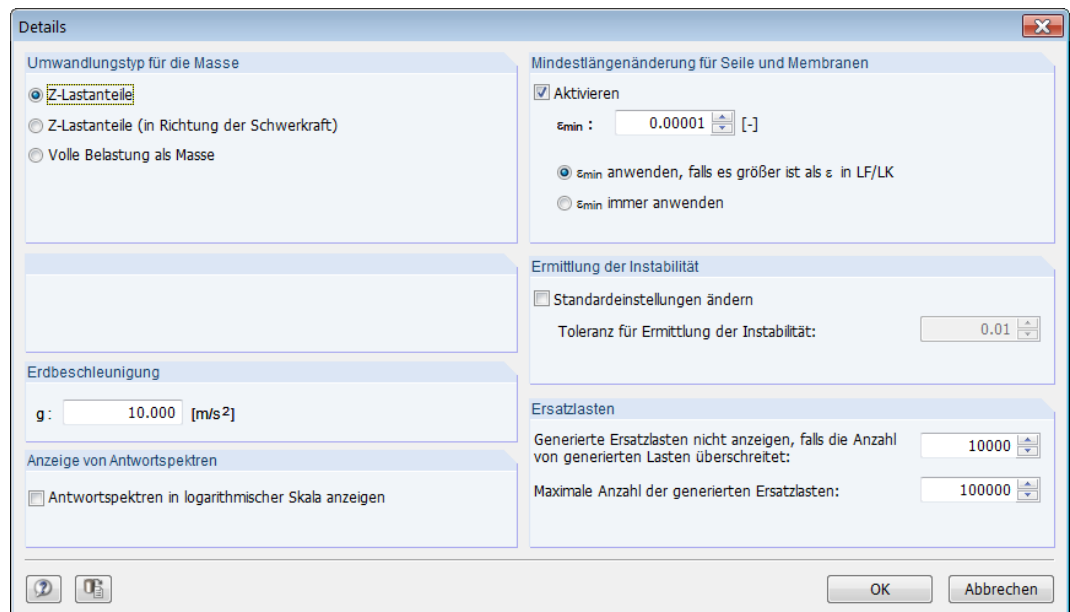 Details
Umwandlungstyp für die Masse
Z-Lastanteile
Z-Lastanteile (in Richtung der Schwerkraft)
Volle Belastung als Masse
Erdbeschleunigung
g: 10.000 [m/s²]
Anzeige von Antwortspektren
Antwortspektren in logarithmischer Skala anzeigen
Mindestlängenänderung für Seile und Membranen
Aktivieren
εmin : 0.00001 [-]
εmin anwenden, falls es größer ist als ε in LF/LK
εmin immer anwenden
Ermittlung der Instabilität
Standardeinstellungen ändern
Toleranz für Ermittlung der Instabilität: 0.01
Ersatzlasten
Generierte Ersatzlasten nicht anzeigen, falls die Anzahl
von generierten Lasten überschreitet: 10000
Maximale Anzahl der generierten Ersatzlasten: 100000
OK Abbrechen